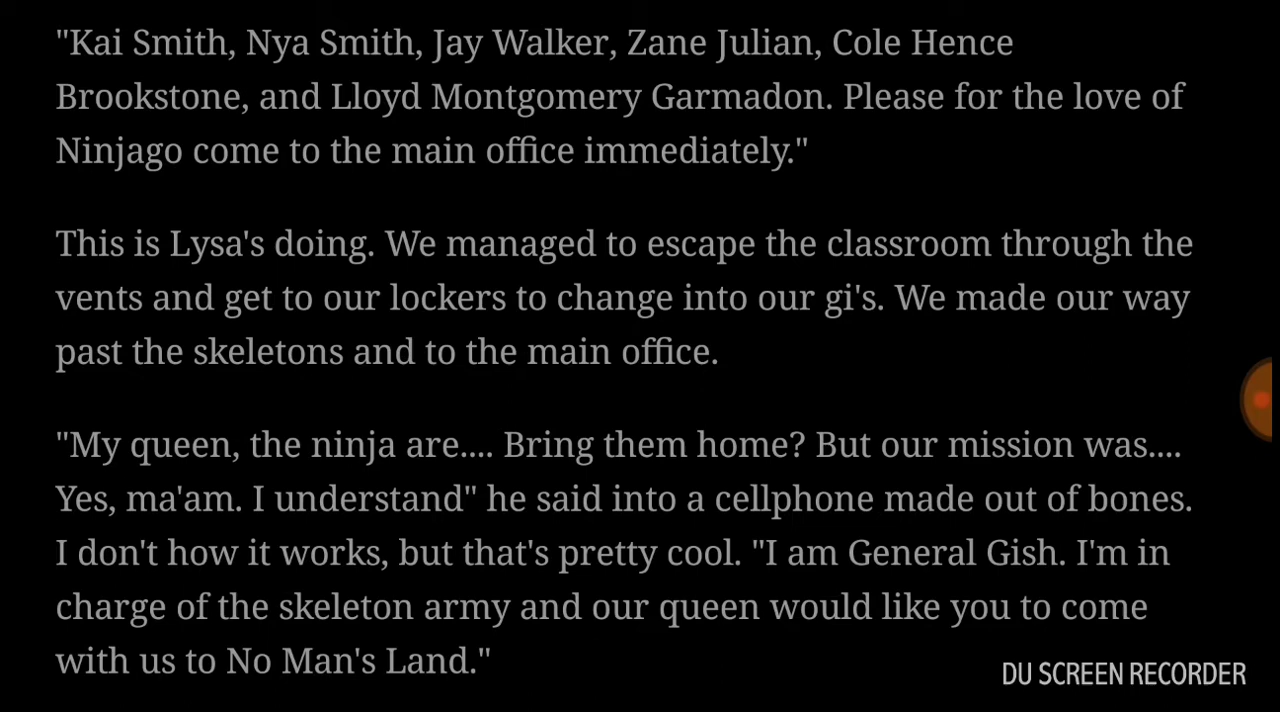 "Kai Smith, Nya Smith, Jay Walker, Zane Julian, Cole Hence
Brookstone, and Lloyd Montgomery Garmadon. Please for the love of
Ninjago come to the main office immediately."
This is Lysa's doing. We managed to escape the classroom through the
vents and get to our lockers to change into our gi's. We made our way
past the skeletons and to the main office.
"My queen, the ninja are.... Bring them home? But our mission was....
Yes, ma'am. I understand" he said into a cellphone made out of bones.
I don't how it works, but that's pretty cool. "I am General Gish. I'm in
charge of the skeleton army and our queen would like you to come
with us to No Man's Land."
DU SCREEN RECORDER